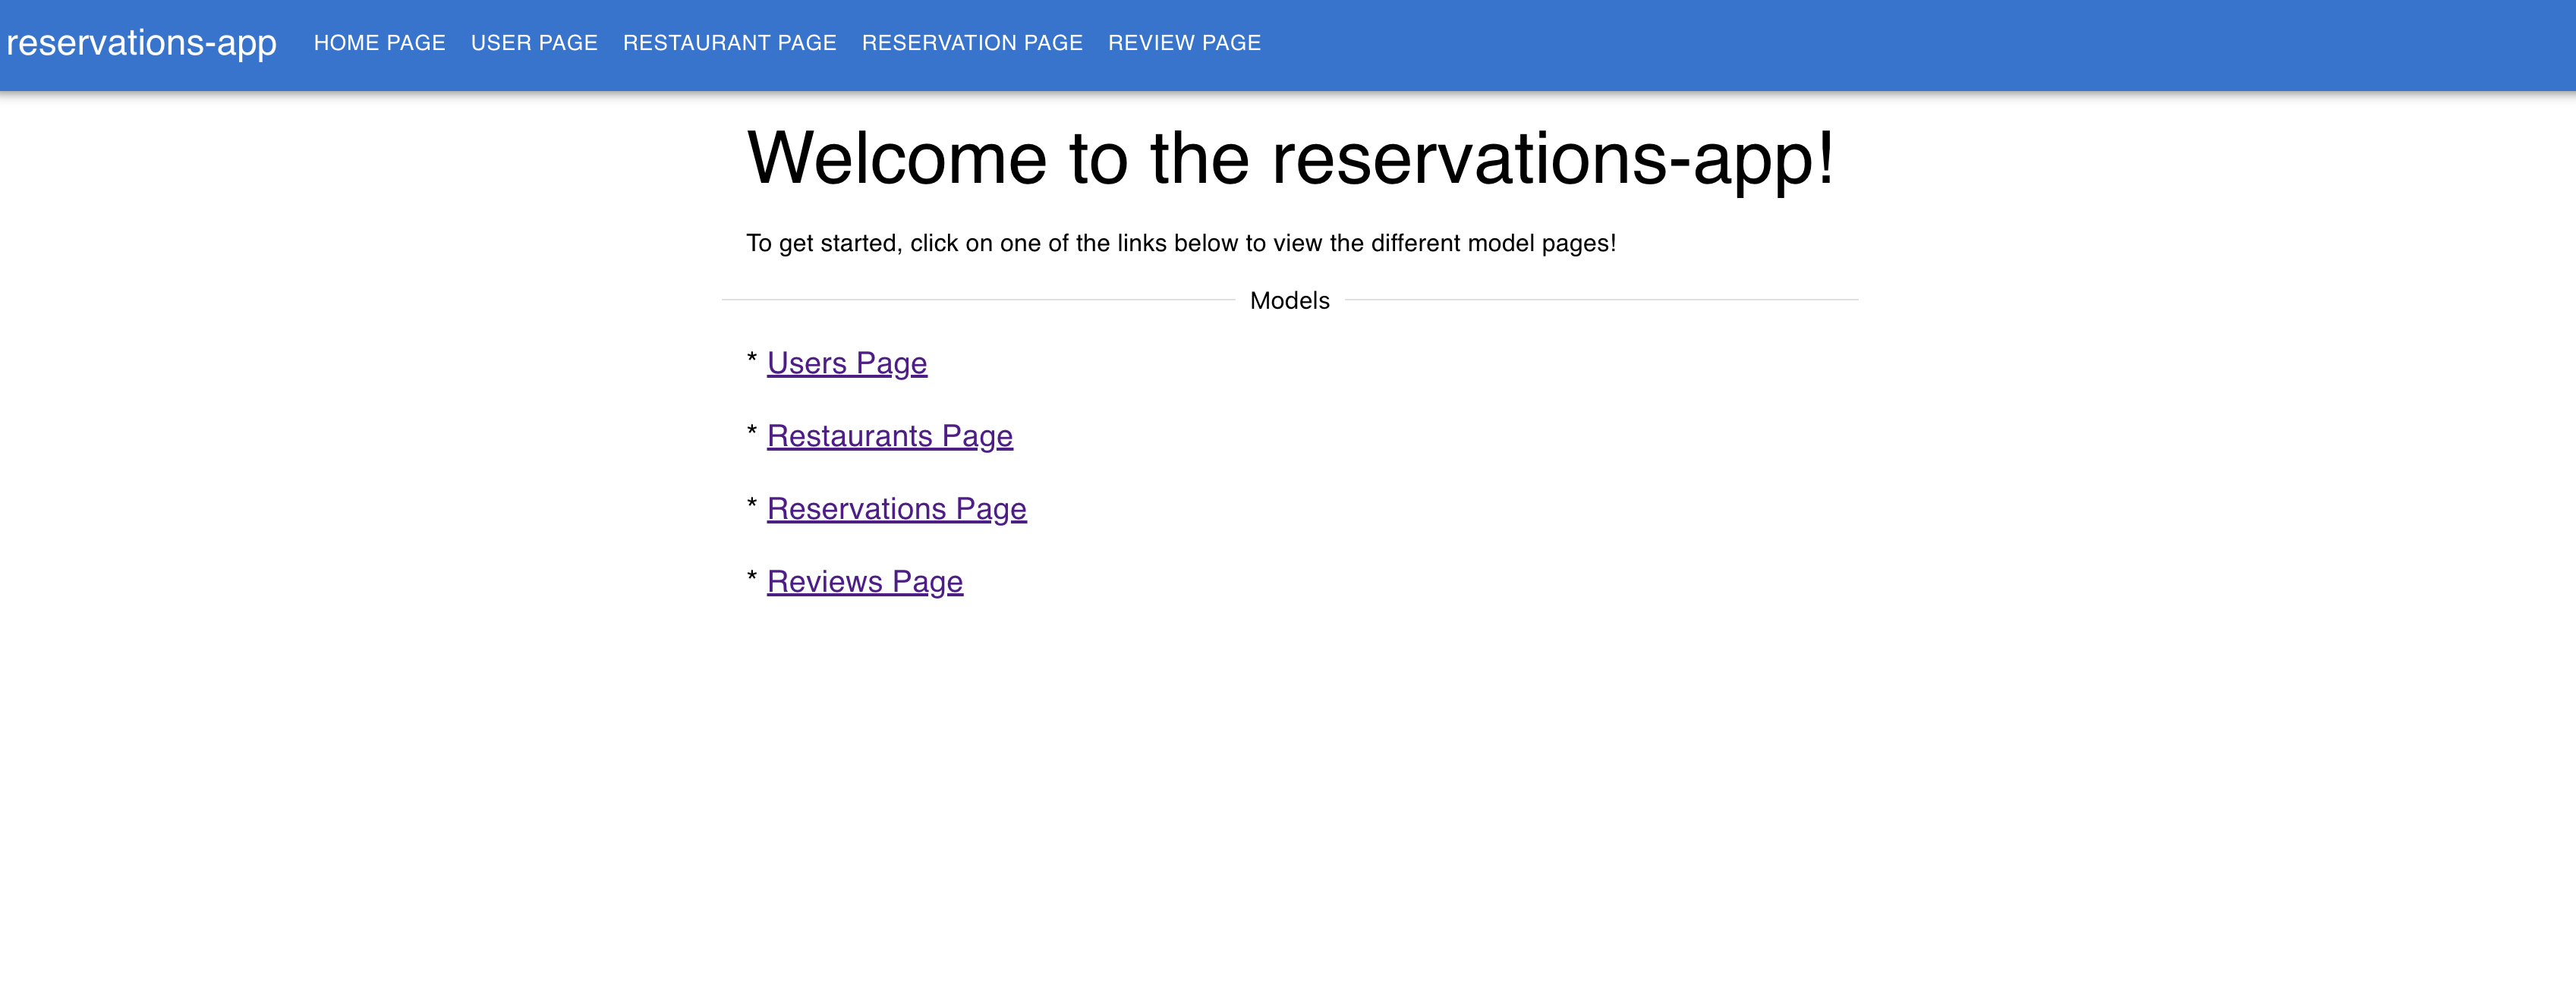 reservations-app HOME PAGE USER PAGE RESTAURANT PAGE RESERVATION PAGE REVIEW PAGE
Welcome to the reservations-app!
To get started, click on one of the links below to view the different model pages!
Models
* Users Page
* Restaurants Page
* Reservations Page
* Reviews Page